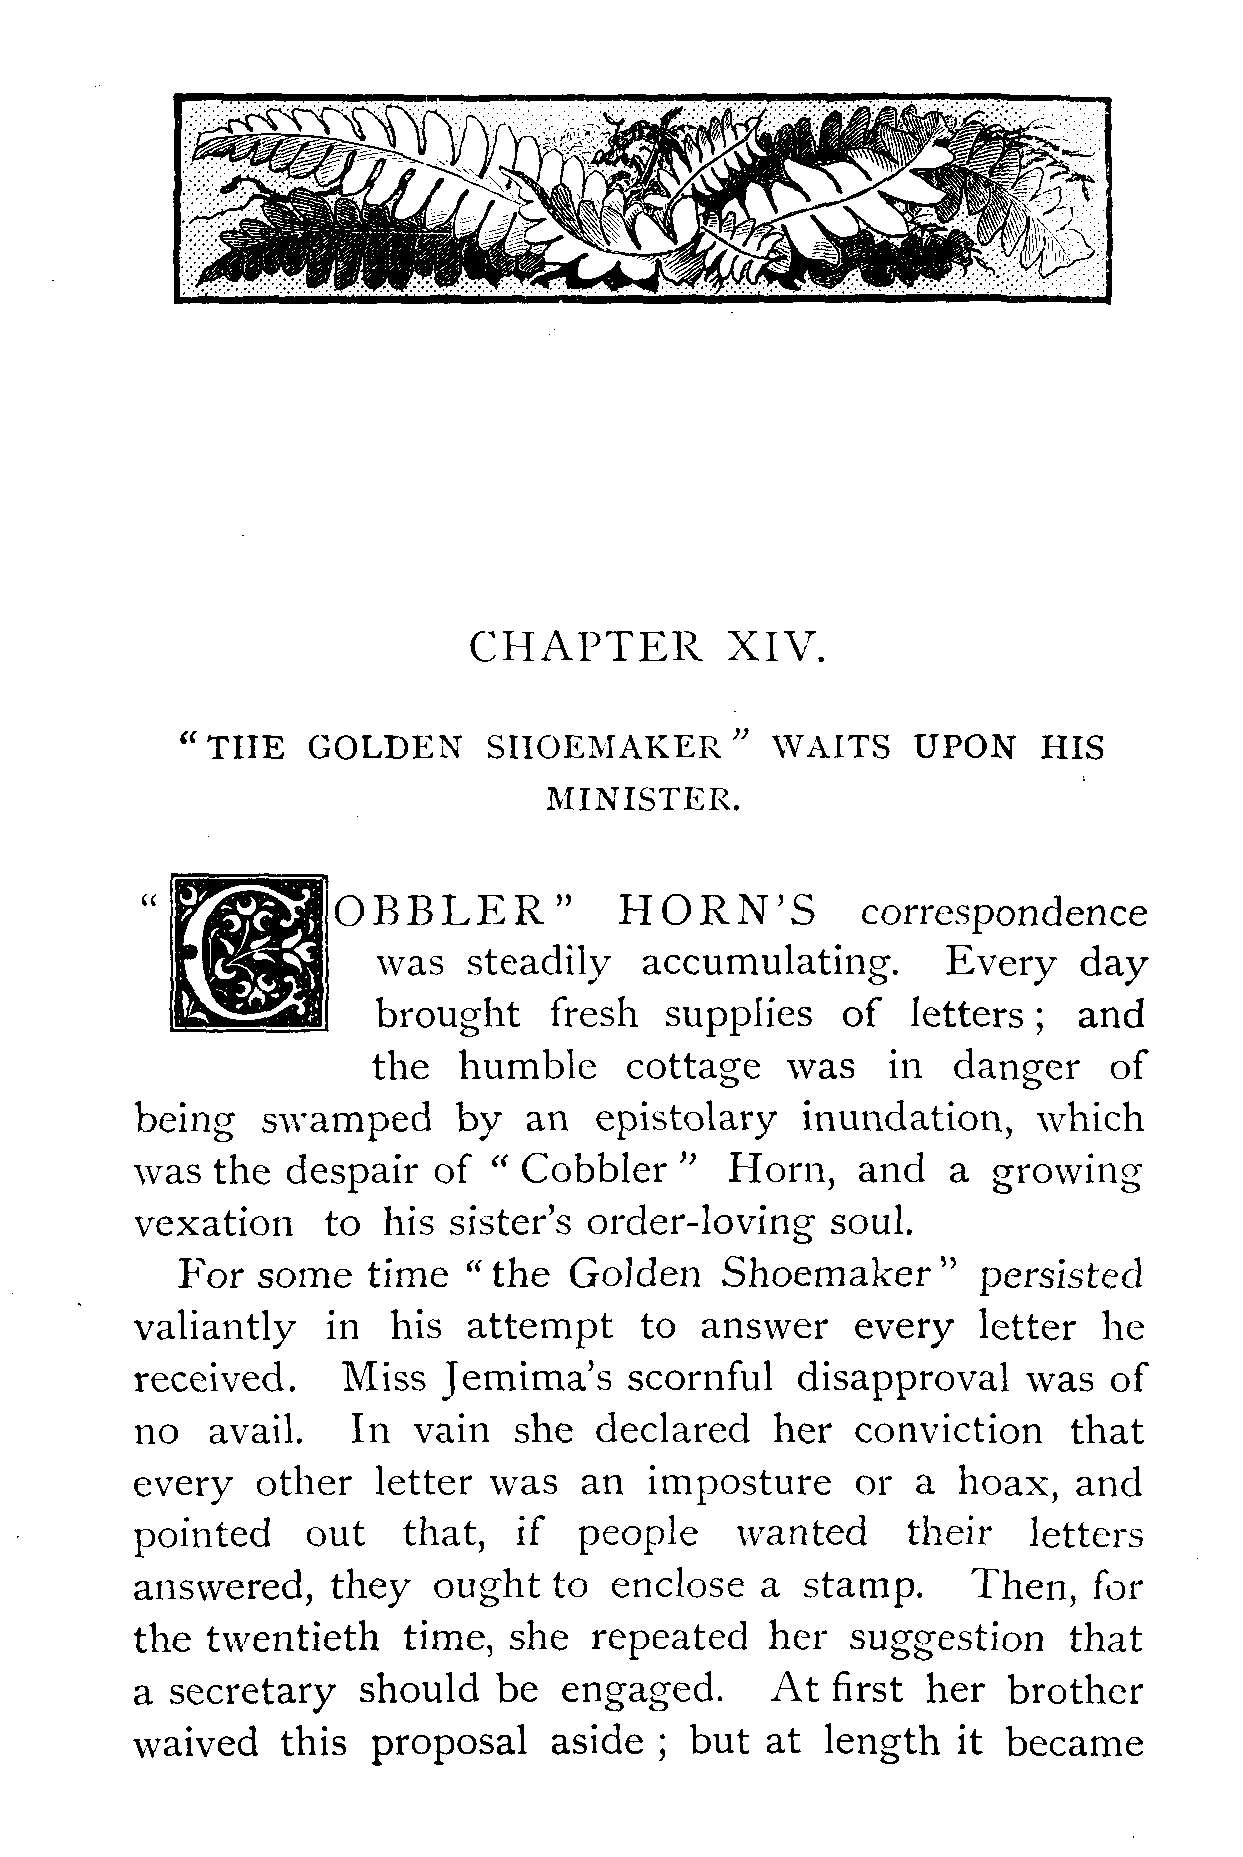 CHAPTER XIV.
"THE GOLDEN SHOEMAKER" WAITS UPON HIS
MINISTER.
"COBBLER" HORN'S correspondence
was steadily accumulating. Every day
brought fresh supplies of letters; and
the humble cottage was in danger of
being swamped by an epistolary inundation, which
was the despair of "Cobbler" Horn, and a growing
vexation to his sister's order-loving soul.
For some time "the Golden Shoemaker" persisted
valiantly in his attempt to answer every letter he
received. Miss Jemima's scornful disapproval was of
no avail. In vain she declared her conviction that
every other letter was an imposture or a hoax, and
pointed out that, if people wanted their letters
answered, they ought to enclose a stamp. Then, for
the twentieth time, she repeated her suggestion that
a secretary should be engaged. At first her brother
waived this proposal aside; but at length it became